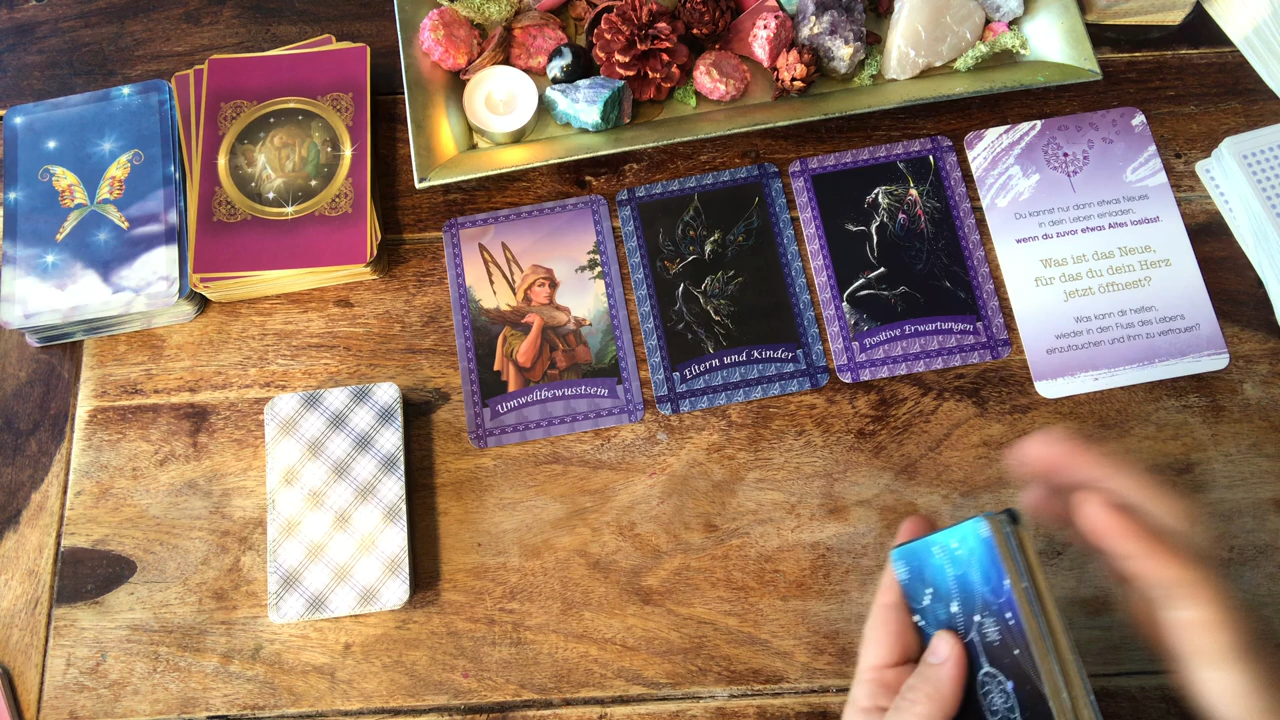 Umweltbewusstsein
Eltern und Kinder
Positive Erwartungen
Du kannst nur dann etwas Neues
in dein Leben einladen,
wenn du zuvor etwas Altes loslässt.
Was ist das Neue,
für das du dein Herz
jetzt öffnest?
Was kann dir helfen,
wieder in den Fluss des Lebens
einzutauchen und ihm zu vertrauen?